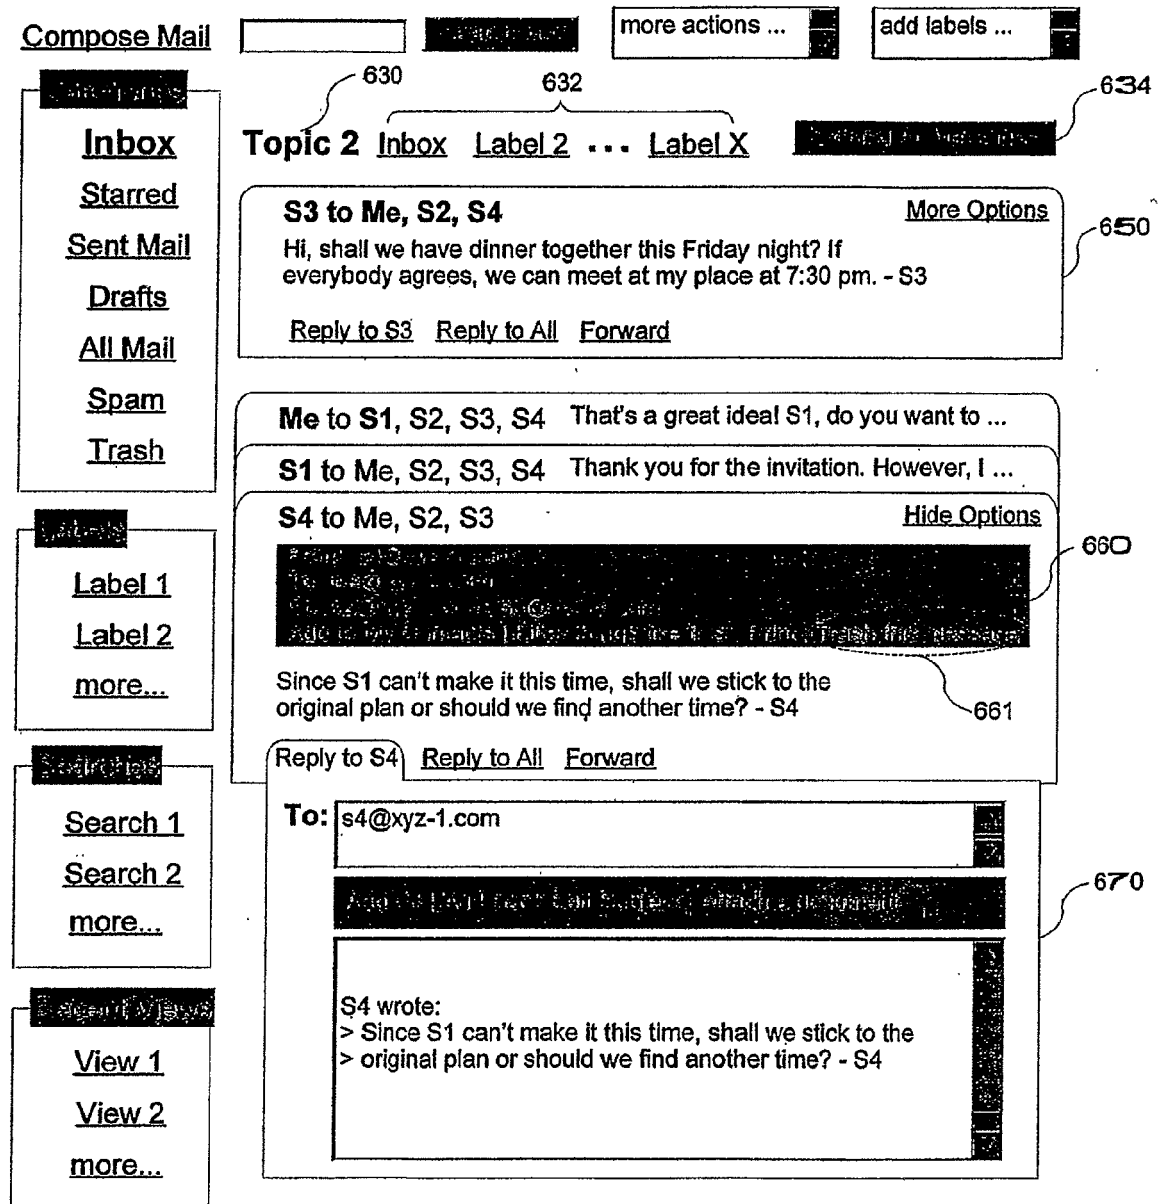 Compose Mail
more actions ...
add labels ...
630
632
634
Inbox
Starred
Sent Mail
Drafts
All Mail
Spam
Trash
Topic 2 Inbox Label 2 ... Label X
S3 to Me, S2, S4 More Options
650
Hi, shall we have dinner together this Friday night? If
everybody agrees, we can meet at my place at 7:30 pm. - S3
Reply to S3 Reply to All Forward
Me to S1, S2, S3, S4 That's a great idea! S1, do you want to ...
S1 to Me, S2, S3, S4 Thank you for the invitation. However, I ...
S4 to Me, S2, S3 Hide Options
660
Trash this message
661
Since S1 can't make it this time, shall we stick to the
original plan or should we find another time? - S4
Labels
Label 1
Label 2
more...
Reply to S4 Reply to All Forward
To: s4@xyz-1.com
670
S4 wrote:
> Since S1 can't make it this time, shall we stick to the
> original plan or should we find another time? - S4
Searches
Search 1
Search 2
more...
Recent Views
View 1
View 2
more...